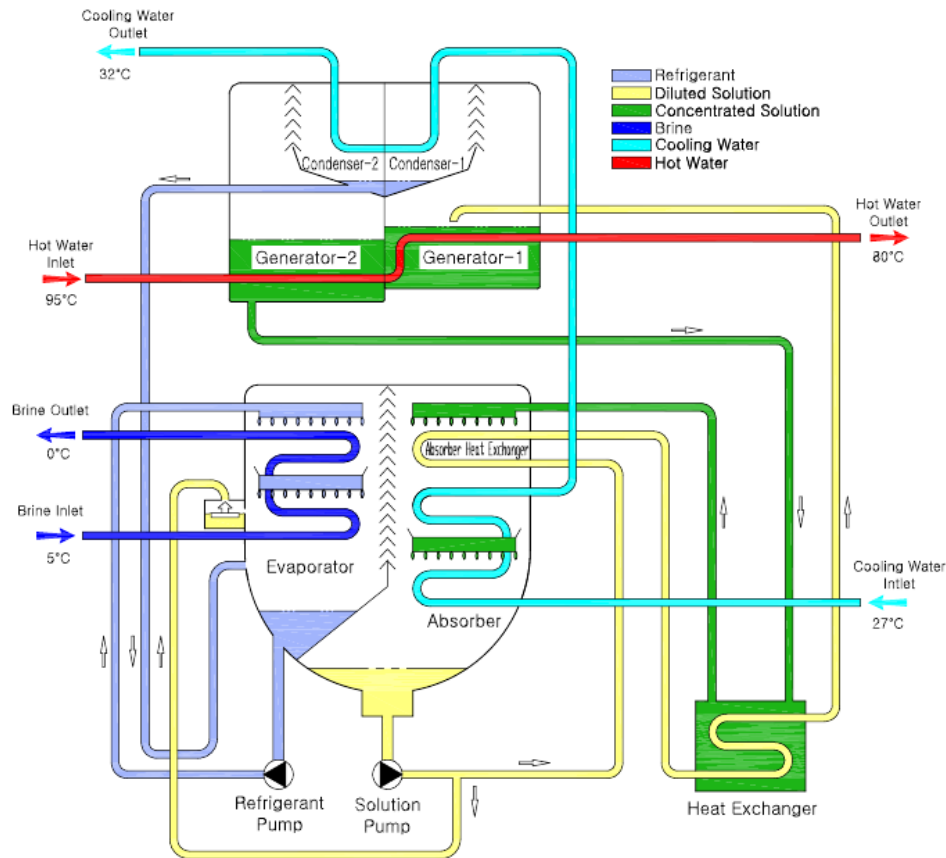 Cooling Water
Outlet
32°C
Refrigerant
Diluted Solution
Concentrated Solution
Brine
Cooling Water
Hot Water
Condenser-2
Condenser-1
Hot Water
Outlet
80°C
Hot Water
Inlet
95°C
Generator-2
Generator-1
Brine Outlet
0°C
Absorber Heat Exchanger
Brine Inlet
5°C
Evaporator
Absorber
Cooling Water
Intlet
27°C
Refrigerant
Pump
Solution
Pump
Heat Exchanger